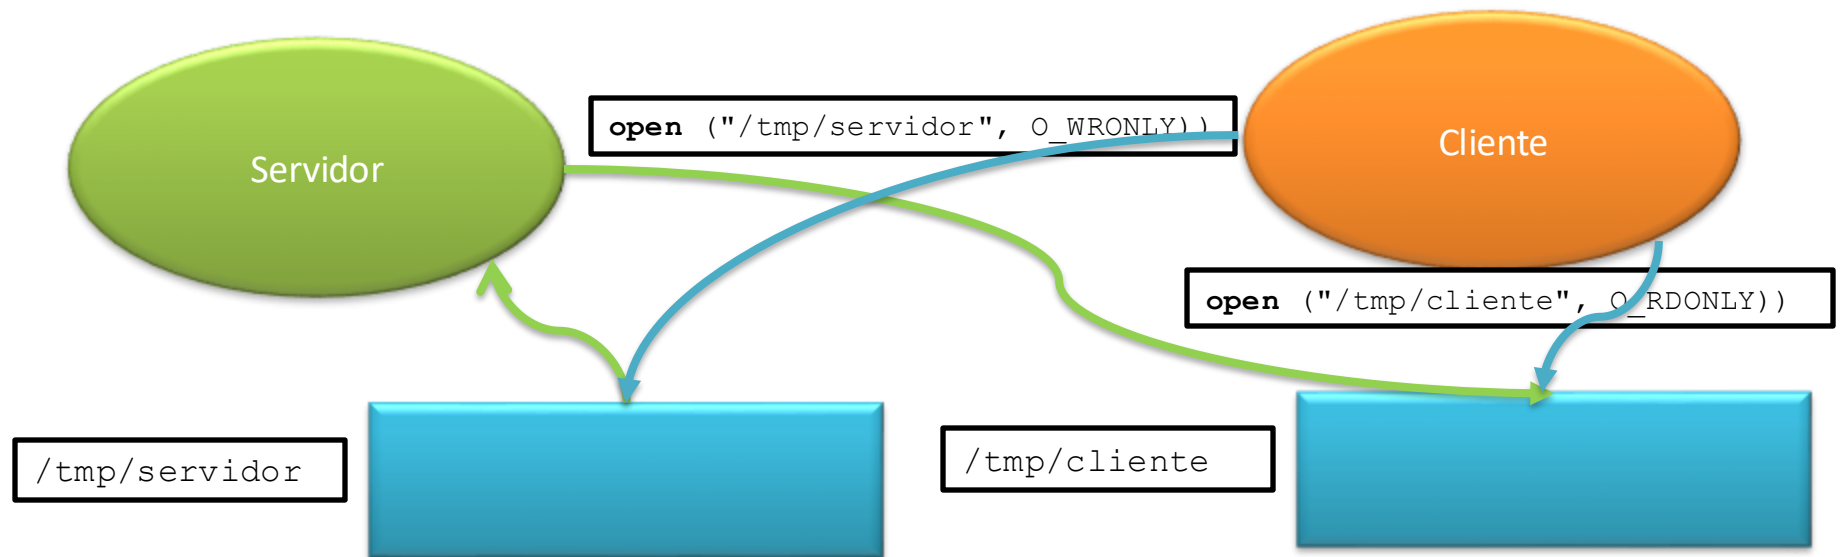 Servidor
open ("/tmp/servidor", O_WRONLY))
Cliente
open ("/tmp/cliente", O_RDONLY))
/tmp/servidor
/tmp/cliente